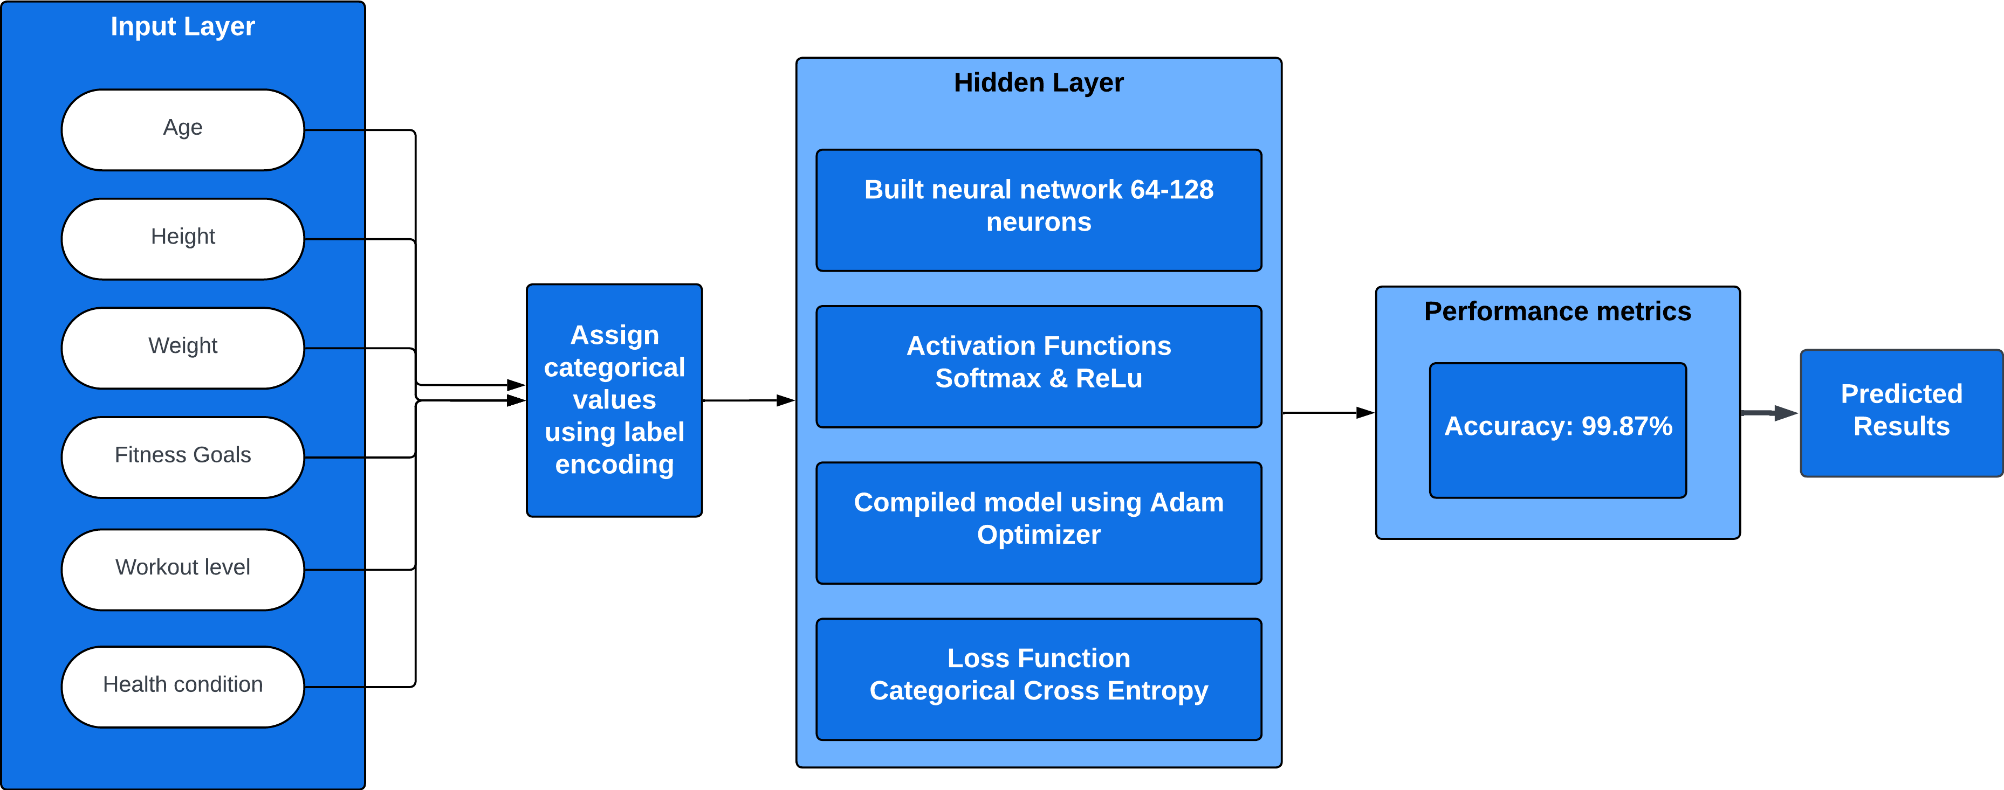 Input Layer
Age
Height
Weight
Fitness Goals
Workout level
Health condition
Assign
categorical
values
using label
encoding
Hidden Layer
Built neural network 64-128
neurons
Activation Functions
Softmax & ReLu
Compiled model using Adam
Optimizer
Loss Function
Categorical Cross Entropy
Performance metrics
Accuracy: 99.87%
Predicted
Results